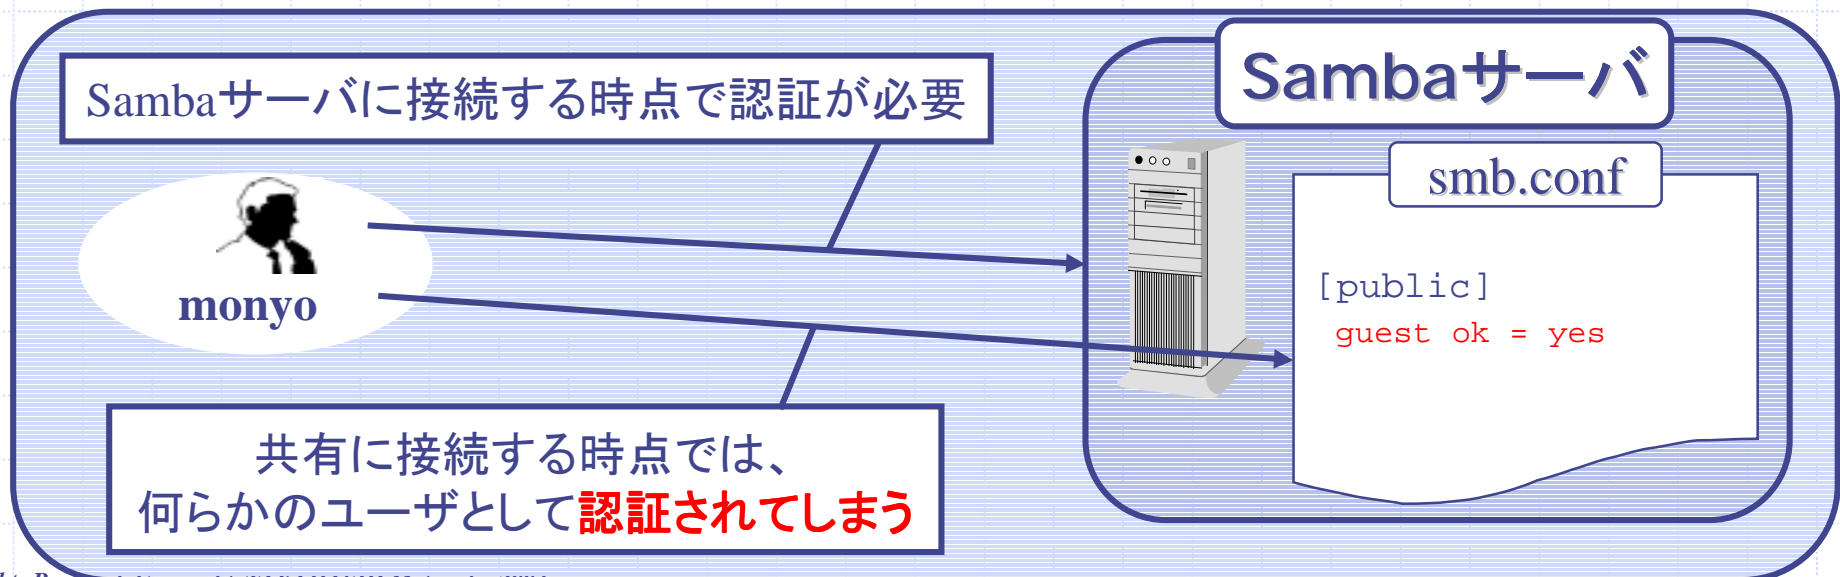 Sambaサーバに接続する時点で認証が必要
Sambaサーバ
smb.conf
monyo
[public]
guest ok = yes
共有に接続する時点では、
何らかのユーザとして認証されてしまう